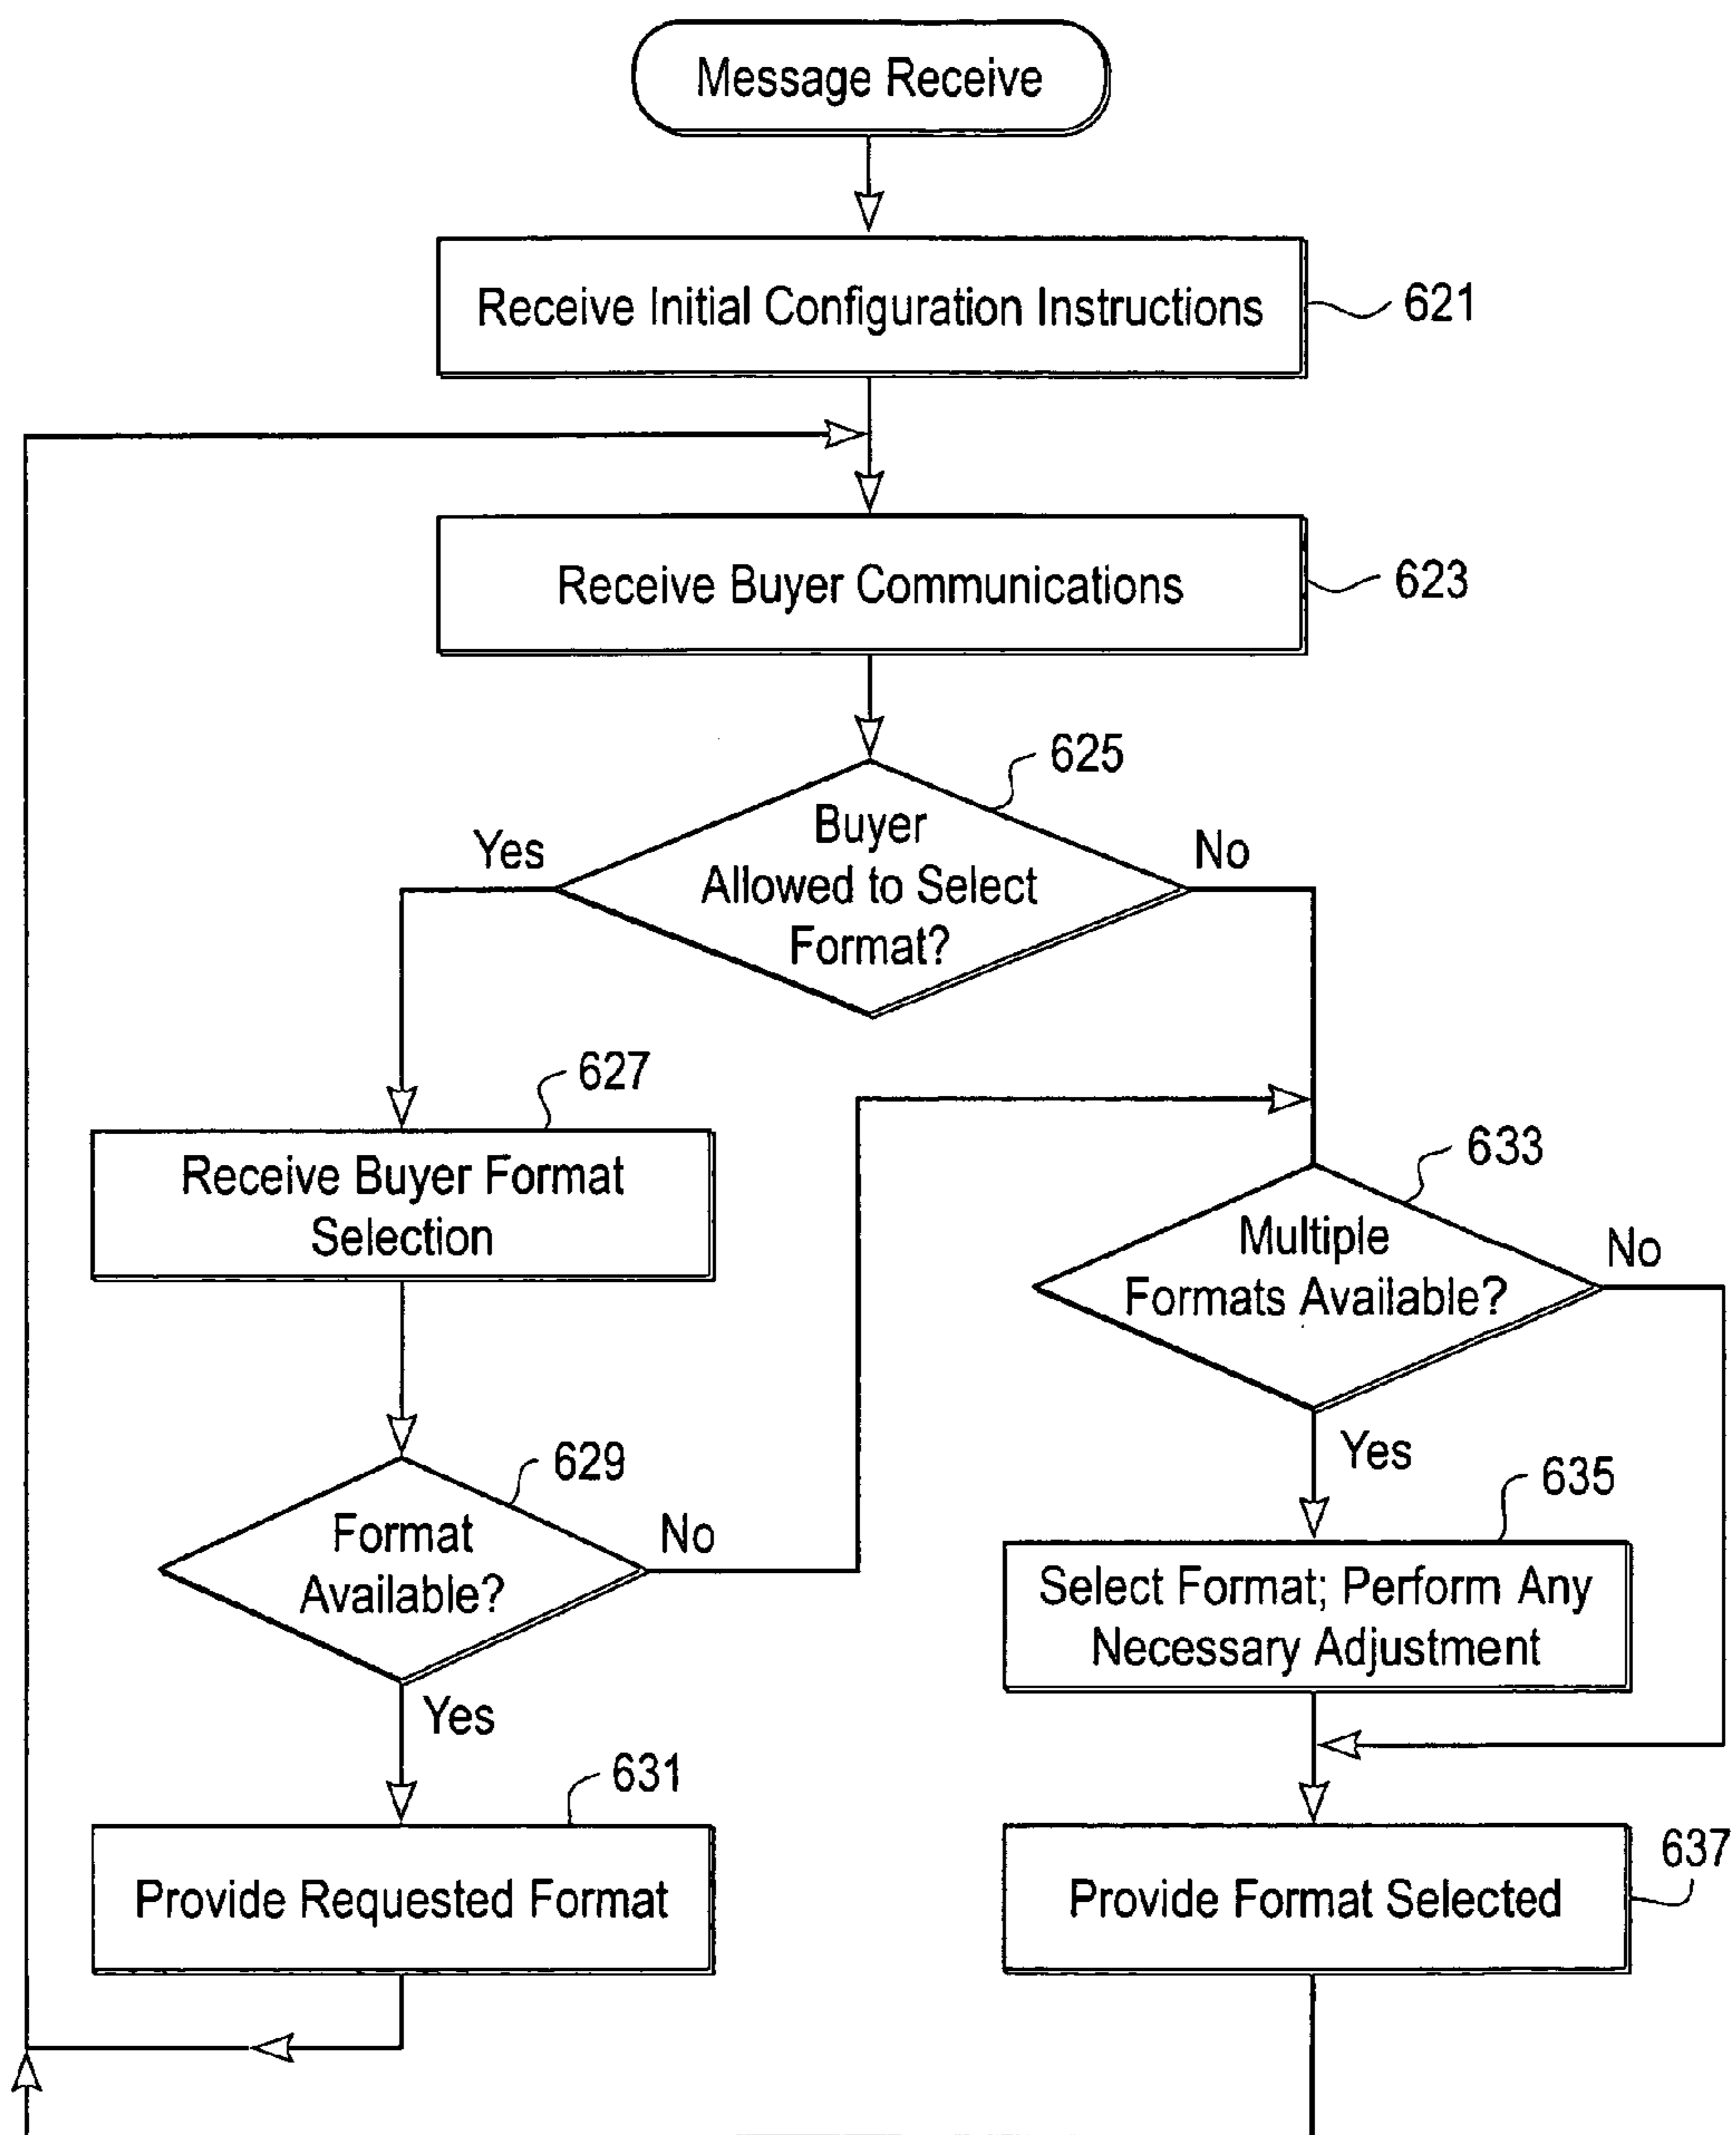 Message Receive
Receive Initial Configuration Instructions
621
Receive Buyer Communications
623
625
Buyer
Allowed to Select
Format?
Yes
No
627
Receive Buyer Format
Selection
633
Multiple
Formats Available?
No
Yes
629
Format
Available?
No
Yes
635
Select Format; Perform Any
Necessary Adjustment
631
Provide Requested Format
637
Provide Format Selected